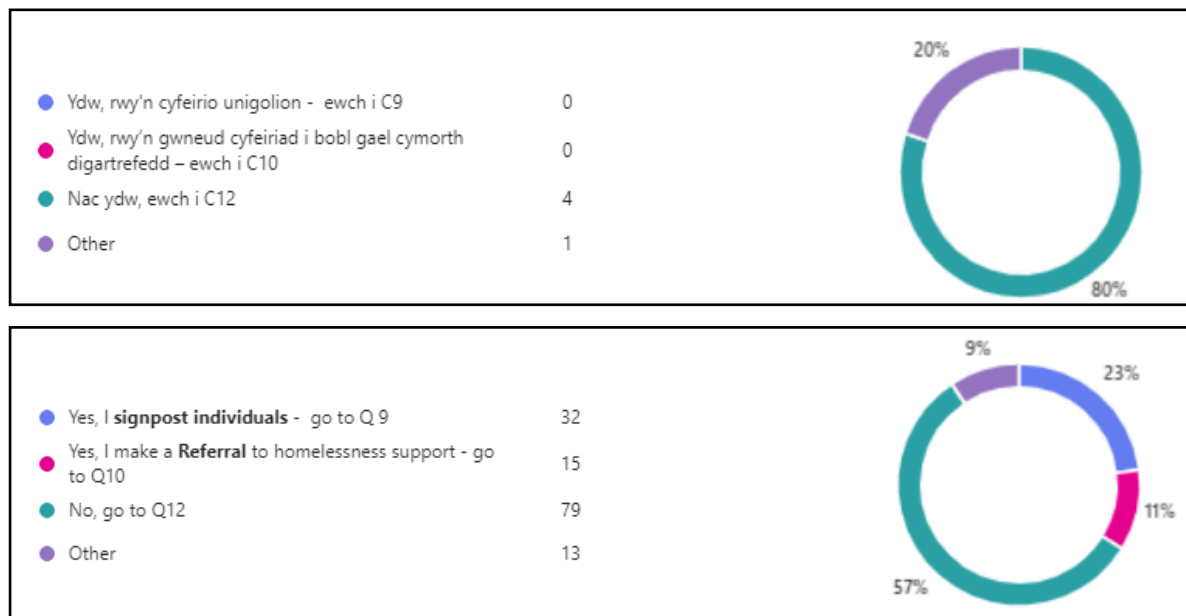 20%
Ydw, rwy'n cyfeirio unigolion - ewch i C9 0
Ydw, rwy'n gwneud cyfeiriad i bobl gael cymorth
digartrefedd – ewch i C10 0
Nac ydw, ewch i C12 4
Other 1
80%
9%
23%
Yes, I signpost individuals - go to Q 9 32
Yes, I make a Referral to homelessness support - go
to Q10 15
No, go to Q12 79
11%
Other 13
57%